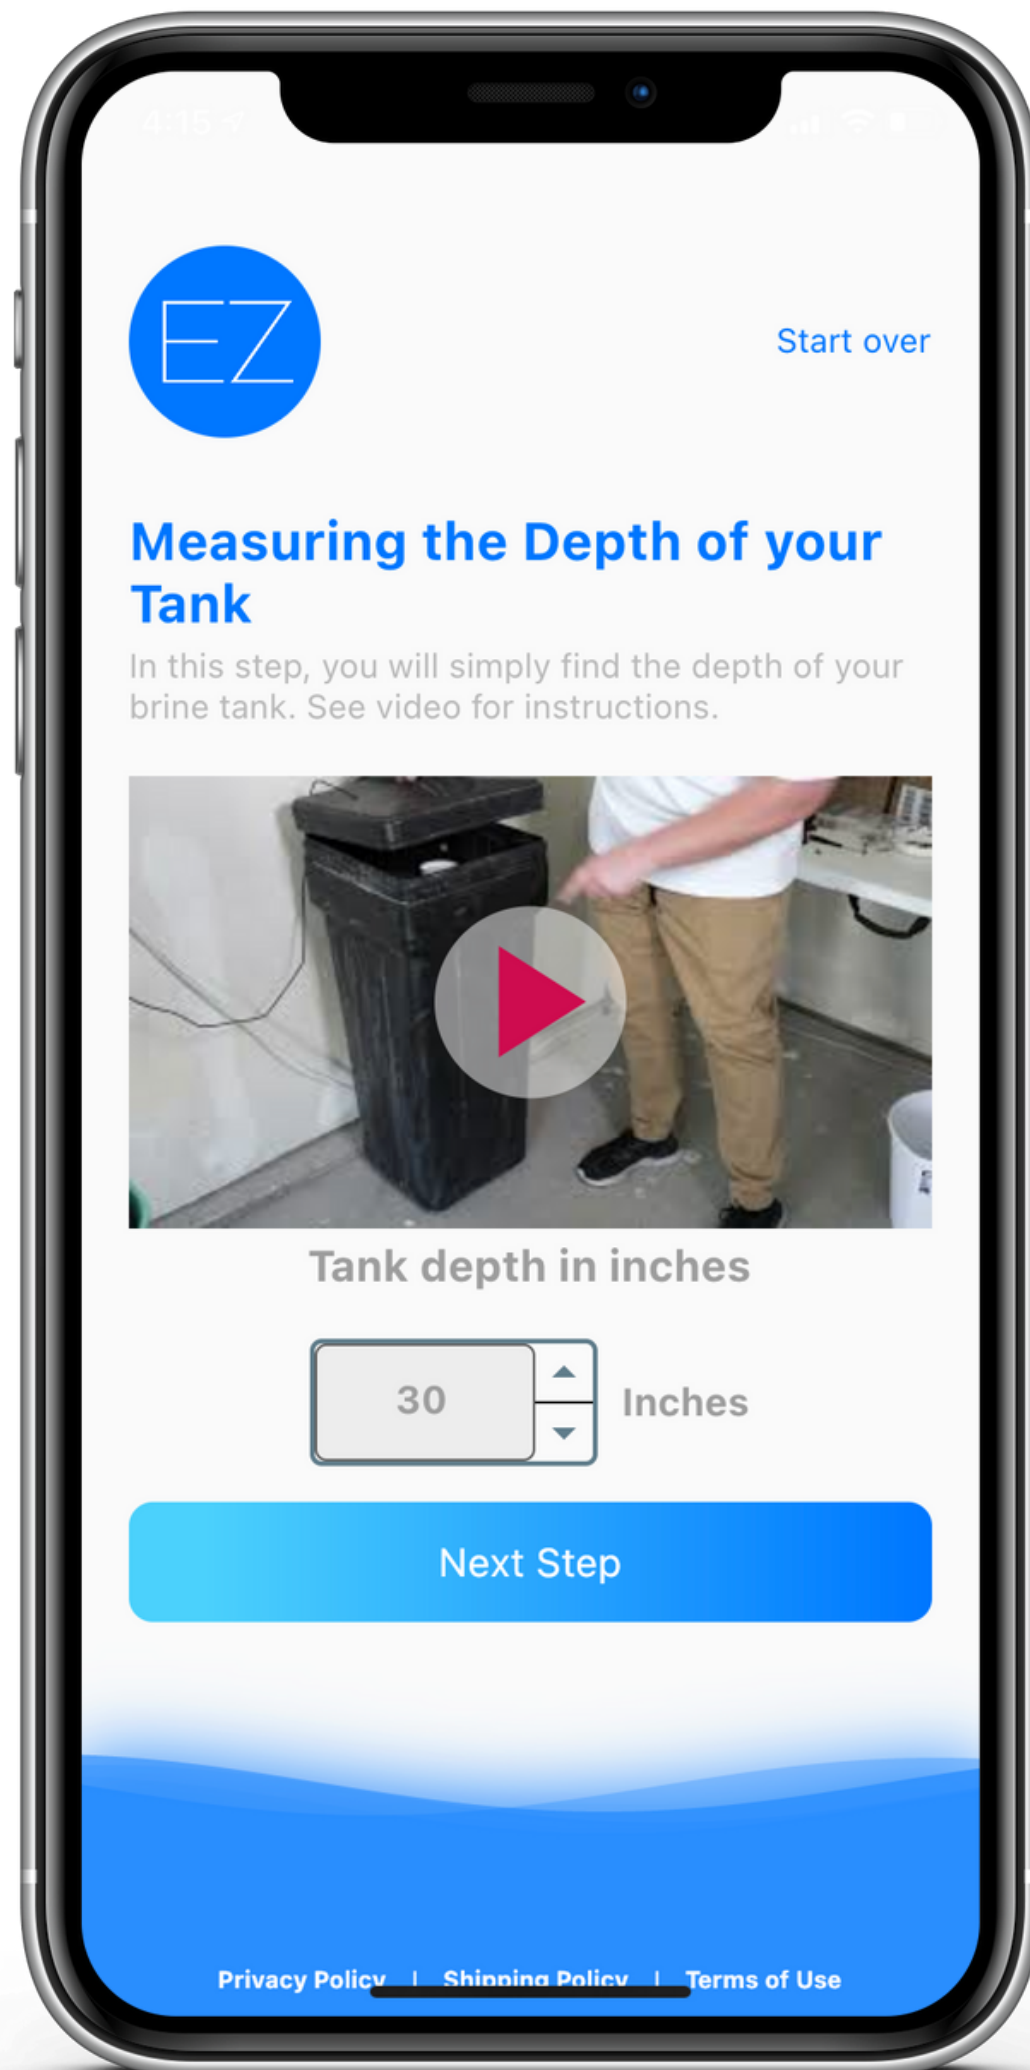 4:15
EZ
Start over
Measuring the Depth of your
Tank
In this step, you will simply find the depth of your
brine tank. See video for instructions.
Tank depth in inches
30
Inches
Next Step
Privacy Policy | Shipping Policy | Terms of Use